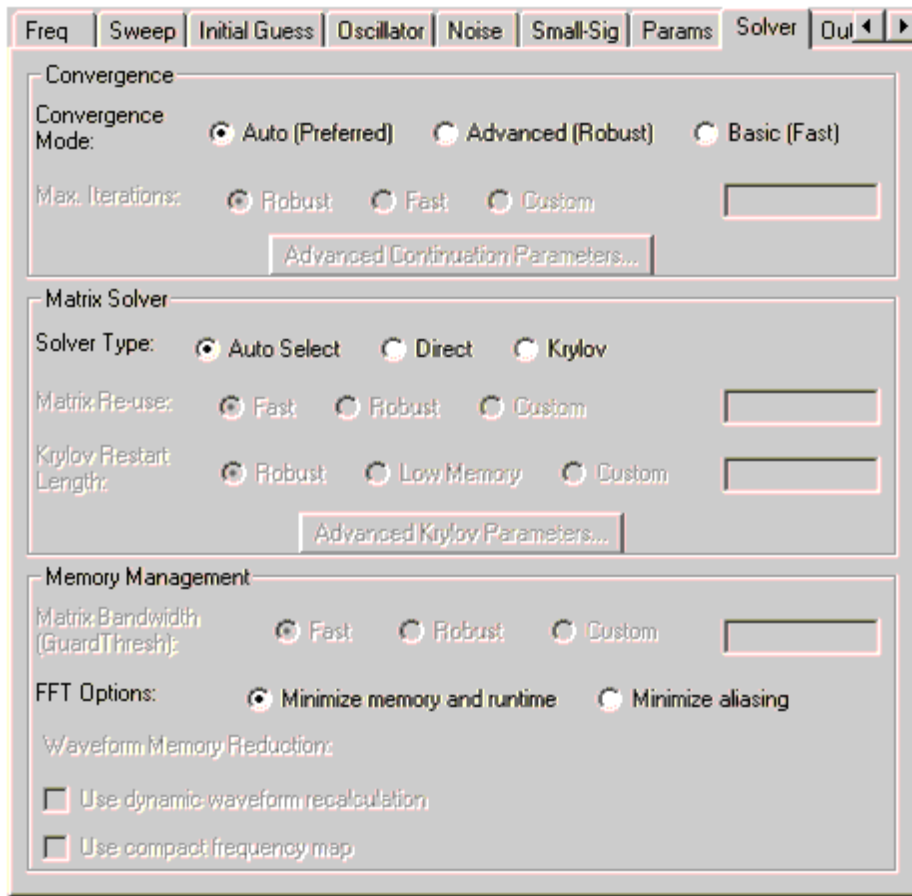 Freq Sweep Initial Guess Oscillator Noise Small-Sig Params Solver Out
Convergence
Convergence
Mode: Auto (Preferred) Advanced (Robust) Basic (Fast)
Max. Iterations: Robust Fast Custom
Advanced Continuation Parameters...
Matrix Solver
Solver Type: Auto Select Direct Krylov
Matrix Re-use: Fast Robust Custom
Krylov Restart
Length: Robust Low Memory Custom
Advanced Krylov Parameters...
Memory Management
Matrix Bandwidth
(GuardThresh): Fast Robust Custom
FFT Options: Minimize memory and runtime Minimize aliasing
Waveform Memory Reduction:
Use dynamic waveform recalculation
Use compact frequency map